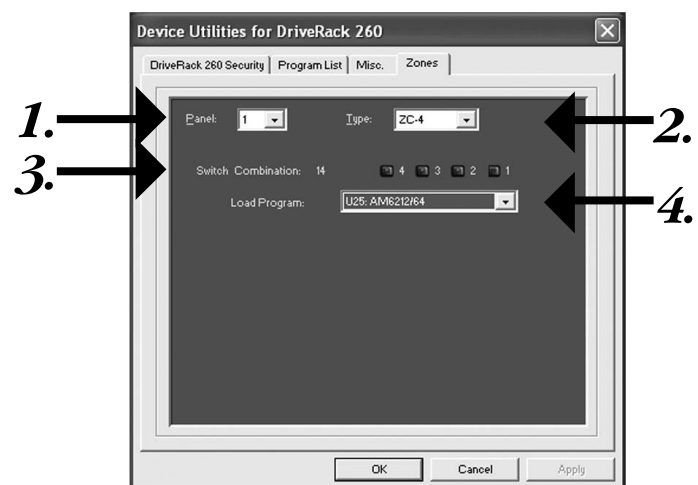 Device Utilities for DriveRack 260
DriveRack 260 Security Program List Misc. Zones
1. Panel: 1 Type: ZC-4 2.
3. Switch Combination: 14 4 3 2 1
Load Program: U25: AM6212/64 4.
OK Cancel Apply